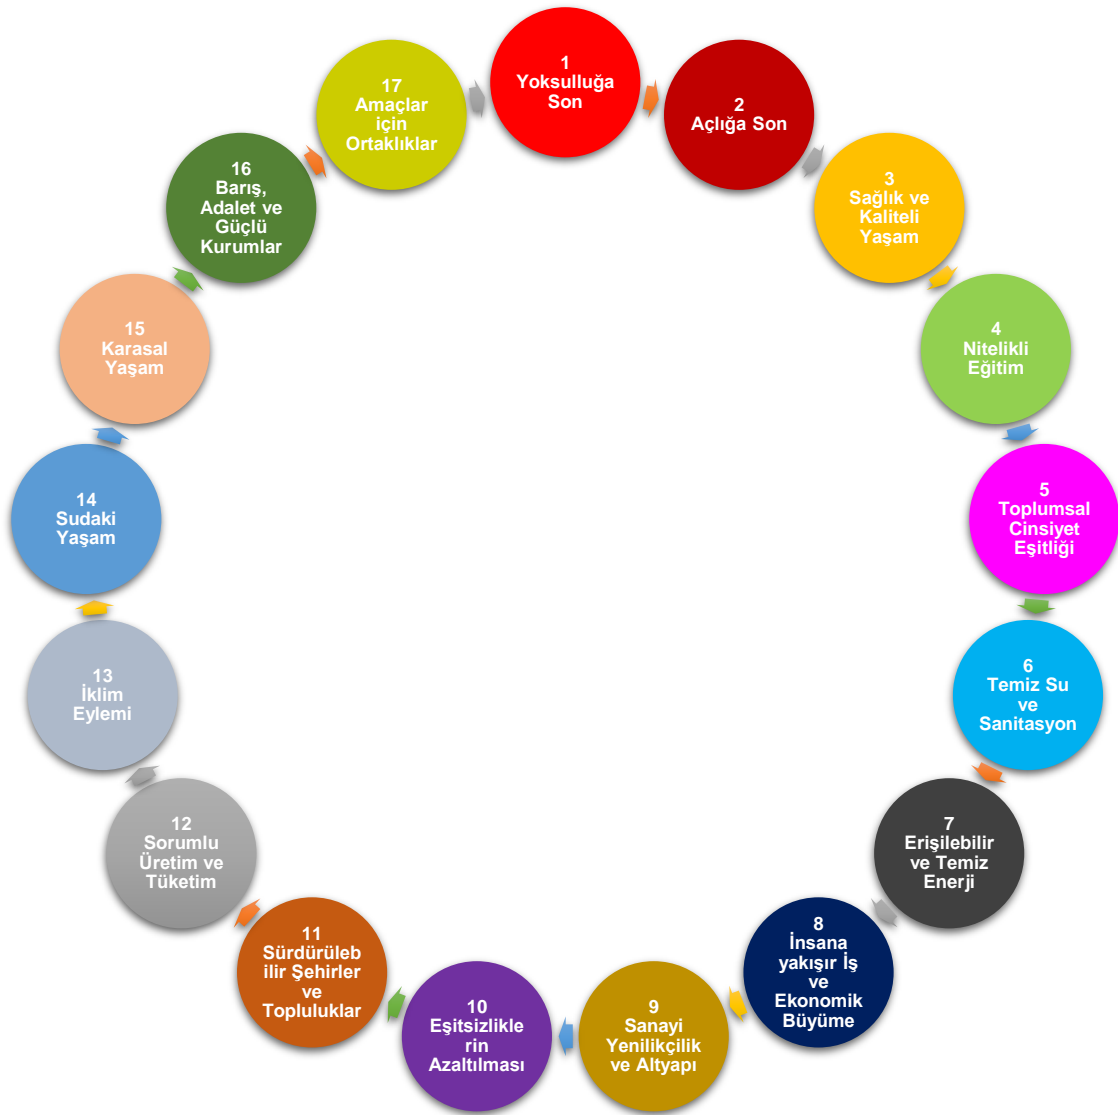 1
Yoksulluğa
Son
2
Açlığa Son
3
Sağlık ve
Kaliteli
Yaşam
4
Nitelikli
Eğitim
5
Toplumsal
Cinsiyet
Eşitliği
6
Temiz Su
ve
Sanitasyon
7
Erişilebilir
ve Temiz
Enerji
8
İnsana
yakışır İş
ve
Ekonomik
Büyüme
9
Sanayi
Yenilikçilik
ve Altyapı
10
Eşitsizlikle
rin
Azaltılması
11
Sürdürüleb
ilir Şehirler
ve
Topluluklar
12
Sorumlu
Üretim ve
Tüketim
13
İklim
Eylemi
14
Sudaki
Yaşam
15
Karasal
Yaşam
16
Barış,
Adalet ve
Güçlü
Kurumlar
17
Amaçlar
için
Ortaklıklar